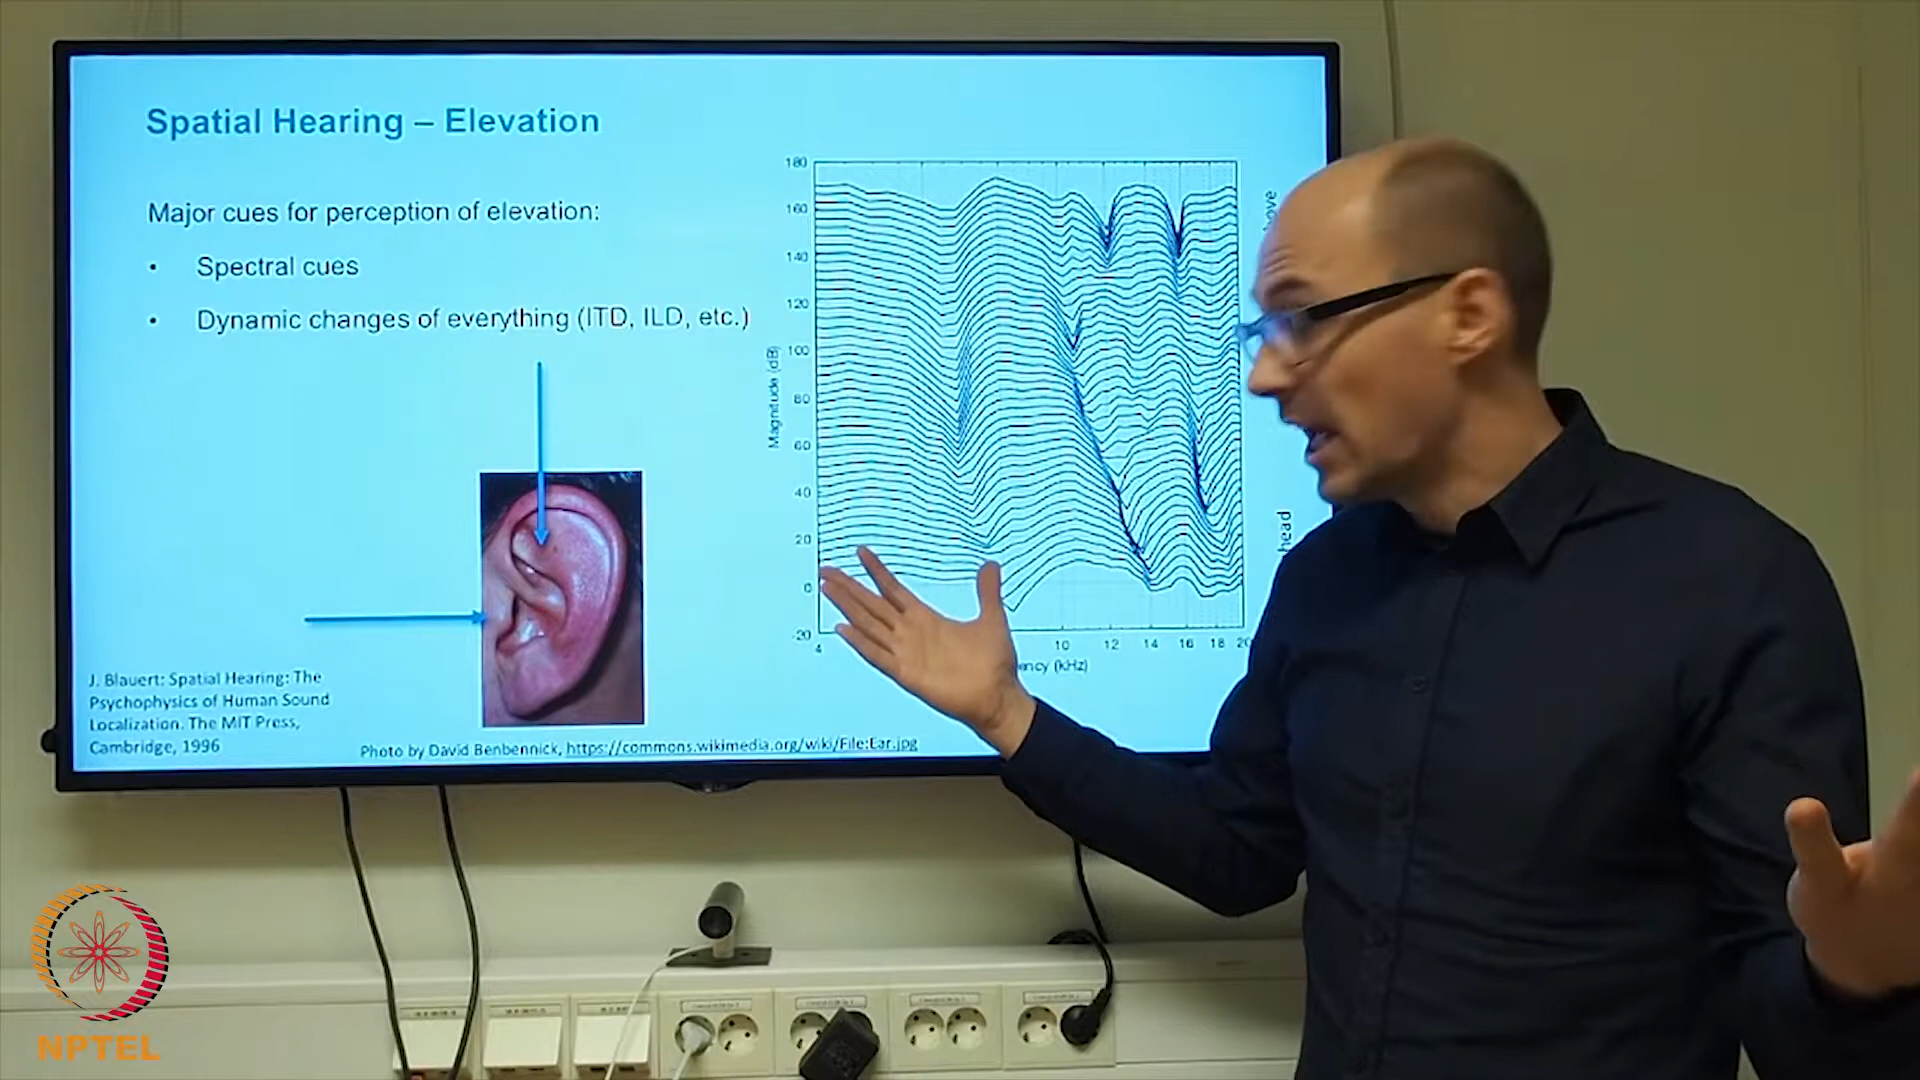 Spatial Hearing – Elevation
Major cues for perception of elevation:
• Spectral cues
• Dynamic changes of everything (ITD, ILD, etc.)
180
160
140
120
100
80
60
40
20
0
-20
Magnitude (dB)
4
10
12
14
16
18
20
(kHz)
J. Blauert: Spatial Hearing: The
Psychophysics of Human Sound
Localization. The MIT Press,
Cambridge, 1996
Photo by David Benbennick, https://commons.wikimedia.org/wiki/File:Ear.jpg
NPTEL